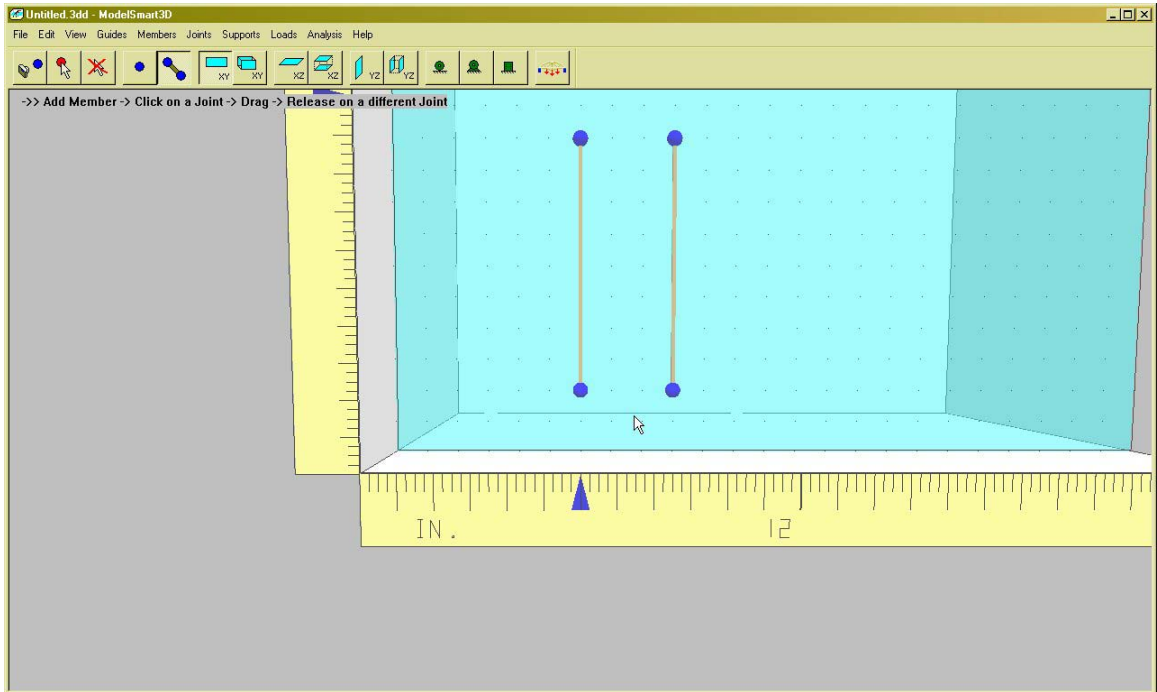 Untitled.3dd - ModelSmart3D
File Edit View Guides Members Joints Supports Loads Analysis Help
XY XY XZ XZ YZ YZ
->> Add Member -> Click on a Joint -> Drag -> Release on a different Joint
IN. 12